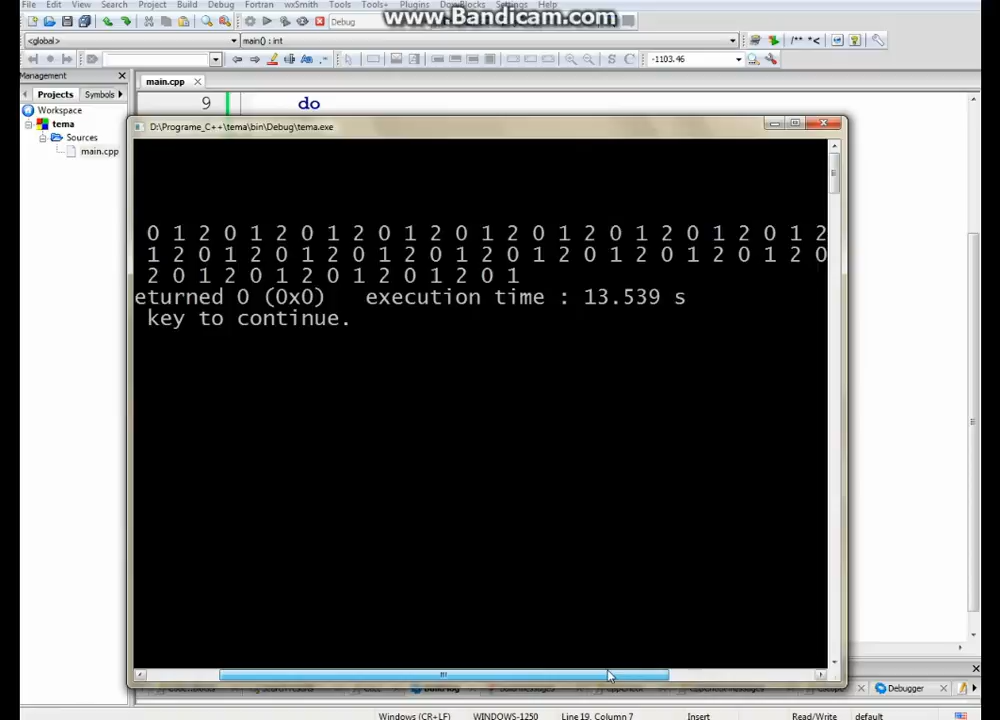 www.Bandicam.com
File Edit View Search Project Build Debug Fortran wxSmith Tools Tools+ Plugins DoxyBlocks Settings Help
Debug
<global> main() : int
/** *<
-1103.46
Management
main.cpp
Projects Symbols
Workspace
tema
Sources
main.cpp
9 do
D:\Programe_C++\tema\bin\Debug\tema.exe
0 1 2 0 1 2 0 1 2 0 1 2 0 1 2 0 1 2 0 1 2 0 1 2 0 1 2
1 2 0 1 2 0 1 2 0 1 2 0 1 2 0 1 2 0 1 2 0 1 2 0 1 2 0
2 0 1 2 0 1 2 0 1 2 0 1 2 0 1
eturned 0 (0x0) execution time : 13.539 s
key to continue.
Debugger
Windows (CR+LF) WINDOWS-1250 Line 19, Column 7 Insert Read/Write default